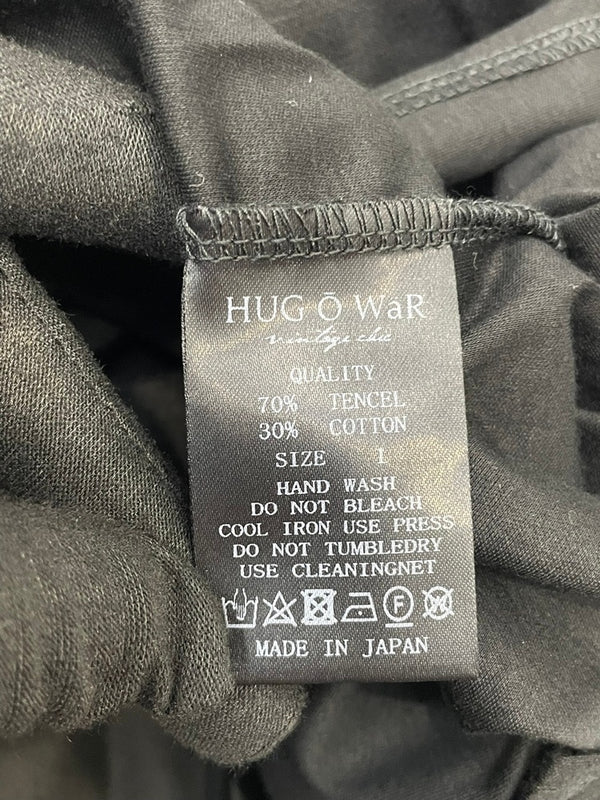 HUG Ō WaR
vintage chic
QUALITY
70% TENCEL
30% COTTON
SIZE 1
HAND WASH
DO NOT BLEACH
COOL IRON USE PRESS
DO NOT TUMBLEDRY
USE CLEANINGNET
F W
MADE IN JAPAN